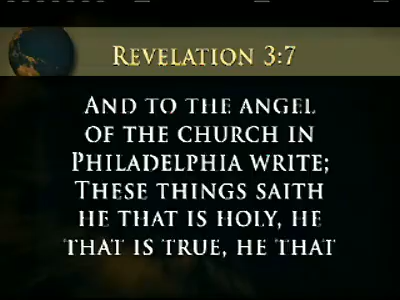 REVELATION 3:7
AND TO THE ANGEL
OF THE CHURCH IN
PHILADELPHIA WRITE;
THESE THINGS SAITH
HE THAT IS HOLY, HE
THAT IS TRUE, HE THAT